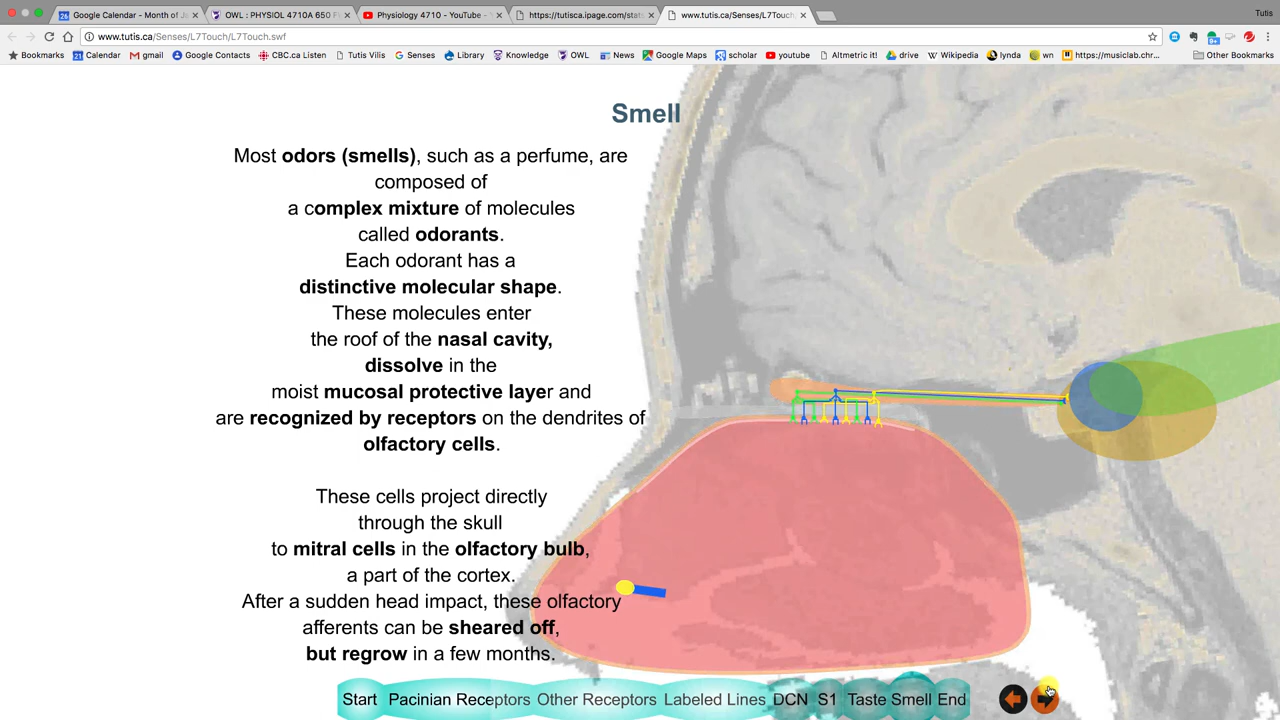 Google Calendar - Month of J
OWL : PHYSIOL 4710A 650 F
Physiology 4710 - YouTube -
https://tutisca.ipage.com/stats
www.tutis.ca/Senses/L7Touch/
Tutis
www.tutis.ca/Senses/L7Touch/L7Touch.swf
Bookmarks Calendar gmail Google Contacts CBC.ca Listen Tutis Vilis Senses Library Knowledge OWL News Google Maps scholar youtube Altmetric it! drive Wikipedia lynda wn https://musiclab.chr... Other Bookmarks
Smell
Most odors (smells), such as a perfume, are
composed of
a complex mixture of molecules
called odorants.
Each odorant has a
distinctive molecular shape.
These molecules enter
the roof of the nasal cavity,
dissolve in the
moist mucosal protective layer and
are recognized by receptors on the dendrites of
olfactory cells.
These cells project directly
through the skull
to mitral cells in the olfactory bulb,
a part of the cortex.
After a sudden head impact, these olfactory
afferents can be sheared off,
but regrow in a few months.
Start Pacinian Receptors Other Receptors Labeled Lines DCN S1 Taste Smell End